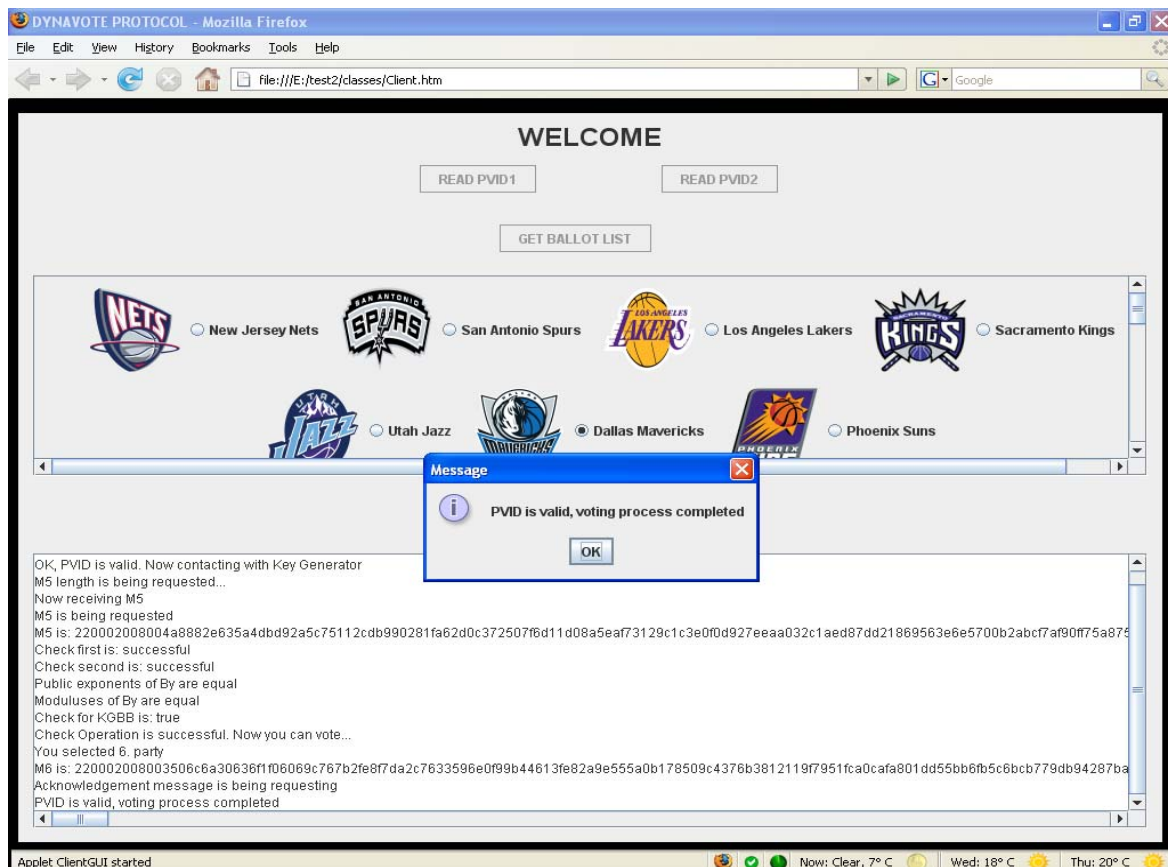 DYNAVOTE PROTOCOL - Mozilla Firefox
File Edit View History Bookmarks Tools Help
file:///E:/test2/classes/Client.htm
G Google
WELCOME
READ PVID1 READ PVID2
GET BALLOT LIST
NETS New Jersey Nets SAN ANTONIO SPURS San Antonio Spurs LOS ANGELES LAKERS Los Angeles Lakers SACRAMENTO KINGS Sacramento Kings
UTAH JAZZ Utah Jazz DALLAS MAVERICKS Dallas Mavericks PHOENIX Phoenix Suns
Message
PVID is valid, voting process completed
OK
OK, PVID is valid. Now contacting with Key Generator
M5 length is being requested...
Now receiving M5
M5 is being requested
M5 is: 220002008004a8882e635a4dbd92a5c75112cdb990281fa62d0c372507f6d11d08a5eaf73129c1c3e0f0d927eeaa032c1aed87dd21869563e6e5700b2abcf7af90ff75a875
Check first is: successful
Check second is: successful
Public exponents of By are equal
Moduluses of By are equal
Check for KGBB is: true
Check Operation is successful. Now you can vote...
You selected 6. party
M6 is: 220002008003506c6a30636f1f06069c767b2fe8f7da2c7633596e0f99b44613fe82a9e555a0b178509c4376b3812119f7951fca0cafa801dd55bb6fb5c6bcb779db94287ba
Acknowledgement message is being requesting
PVID is valid, voting process completed
Applet ClientGUI started Now: Clear, 7° C Wed: 18° C Thu: 20° C